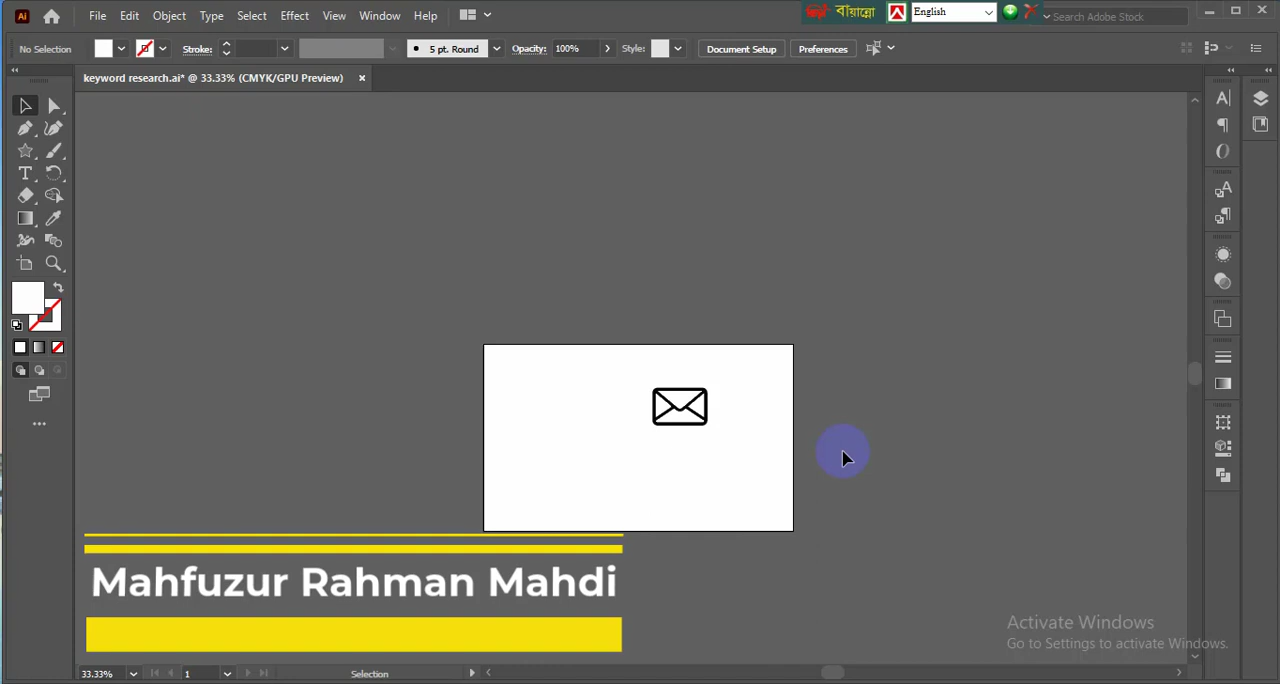 Ai File Edit Object Type Select Effect View Window Help
বায়ান্নো English
Search Adobe Stock
No Selection Stroke: 5 pt. Round Opacity: 100% Style: Document Setup Preferences
keyword research.ai* @ 33.33% (CMYK/GPU Preview)
Mahfuzur Rahman Mahdi
Activate Windows
Go to Settings to activate Windows.
33.33% 1 Selection